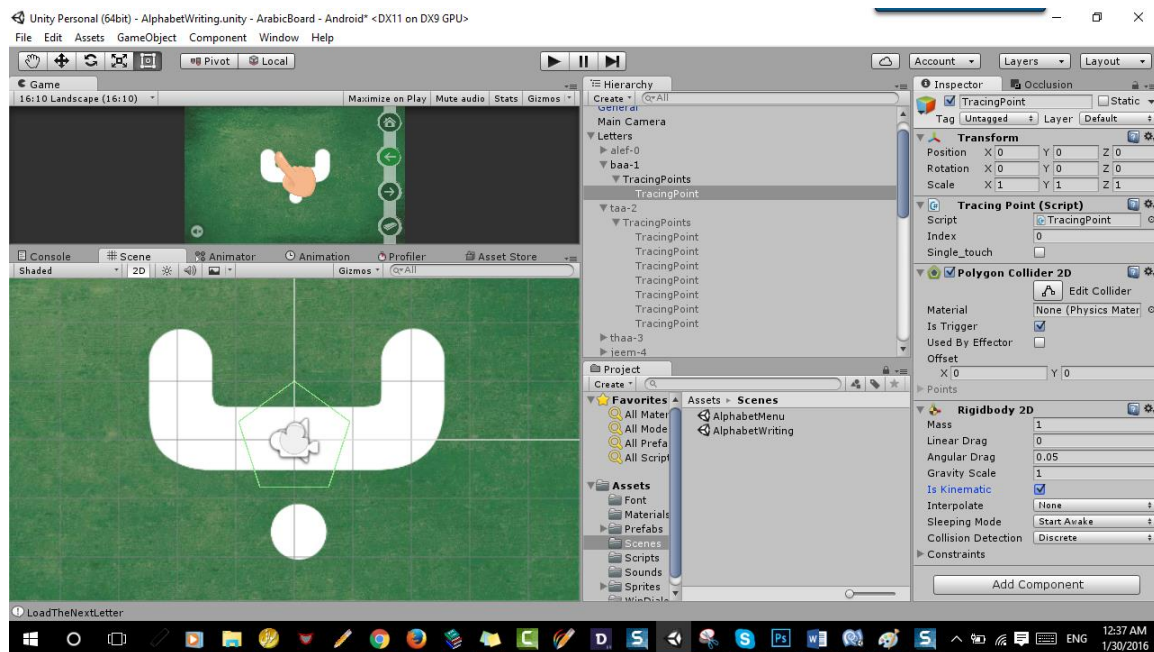 Unity Personal (64bit) - AlphabetWriting.unity - ArabicBoard - Android* <DX11 on DX9 GPU>
File Edit Assets GameObject Component Window Help
Pivot Local Account Layers Layout
Game
16:10 Landscape (16:10) Maximize on Play Mute audio Stats Gizmos
Console Scene Animator Animation Profiler Asset Store
Shaded 2D Gizmos All
LoadTheNextLetter
Hierarchy
Create All
General
Main Camera
Letters
alef-0
baa-1
TracingPoints
TracingPoint
taa-2
TracingPoints
TracingPoint
TracingPoint
TracingPoint
TracingPoint
TracingPoint
TracingPoint
TracingPoint
thaa-3
jeem-4
Project
Create
Favorites
All Mater
All Mode
All Prefa
All Script
Assets
Font
Materials
Prefabs
Scenes
Scripts
Sounds
Sprites
WinDialo
Assets Scenes
AlphabetMenu
AlphabetWriting
Inspector Occlusion
TracingPoint Static
Tag Untagged Layer Default
Transform
Position X 0 Y 0 Z 0
Rotation X 0 Y 0 Z 0
Scale X 1 Y 1 Z 1
Tracing Point (Script)
Script TracingPoint
Index 0
Single_touch
Polygon Collider 2D
Edit Collider
Material None (Physics Mater
Is Trigger
Used By Effector
Offset
X 0 Y 0
Points
Rigidbody 2D
Mass 1
Linear Drag 0
Angular Drag 0.05
Gravity Scale 1
Is Kinematic
Interpolate None
Sleeping Mode Start Awake
Collision Detection Discrete
Constraints
Add Component
ENG 12:37 AM
1/30/2016